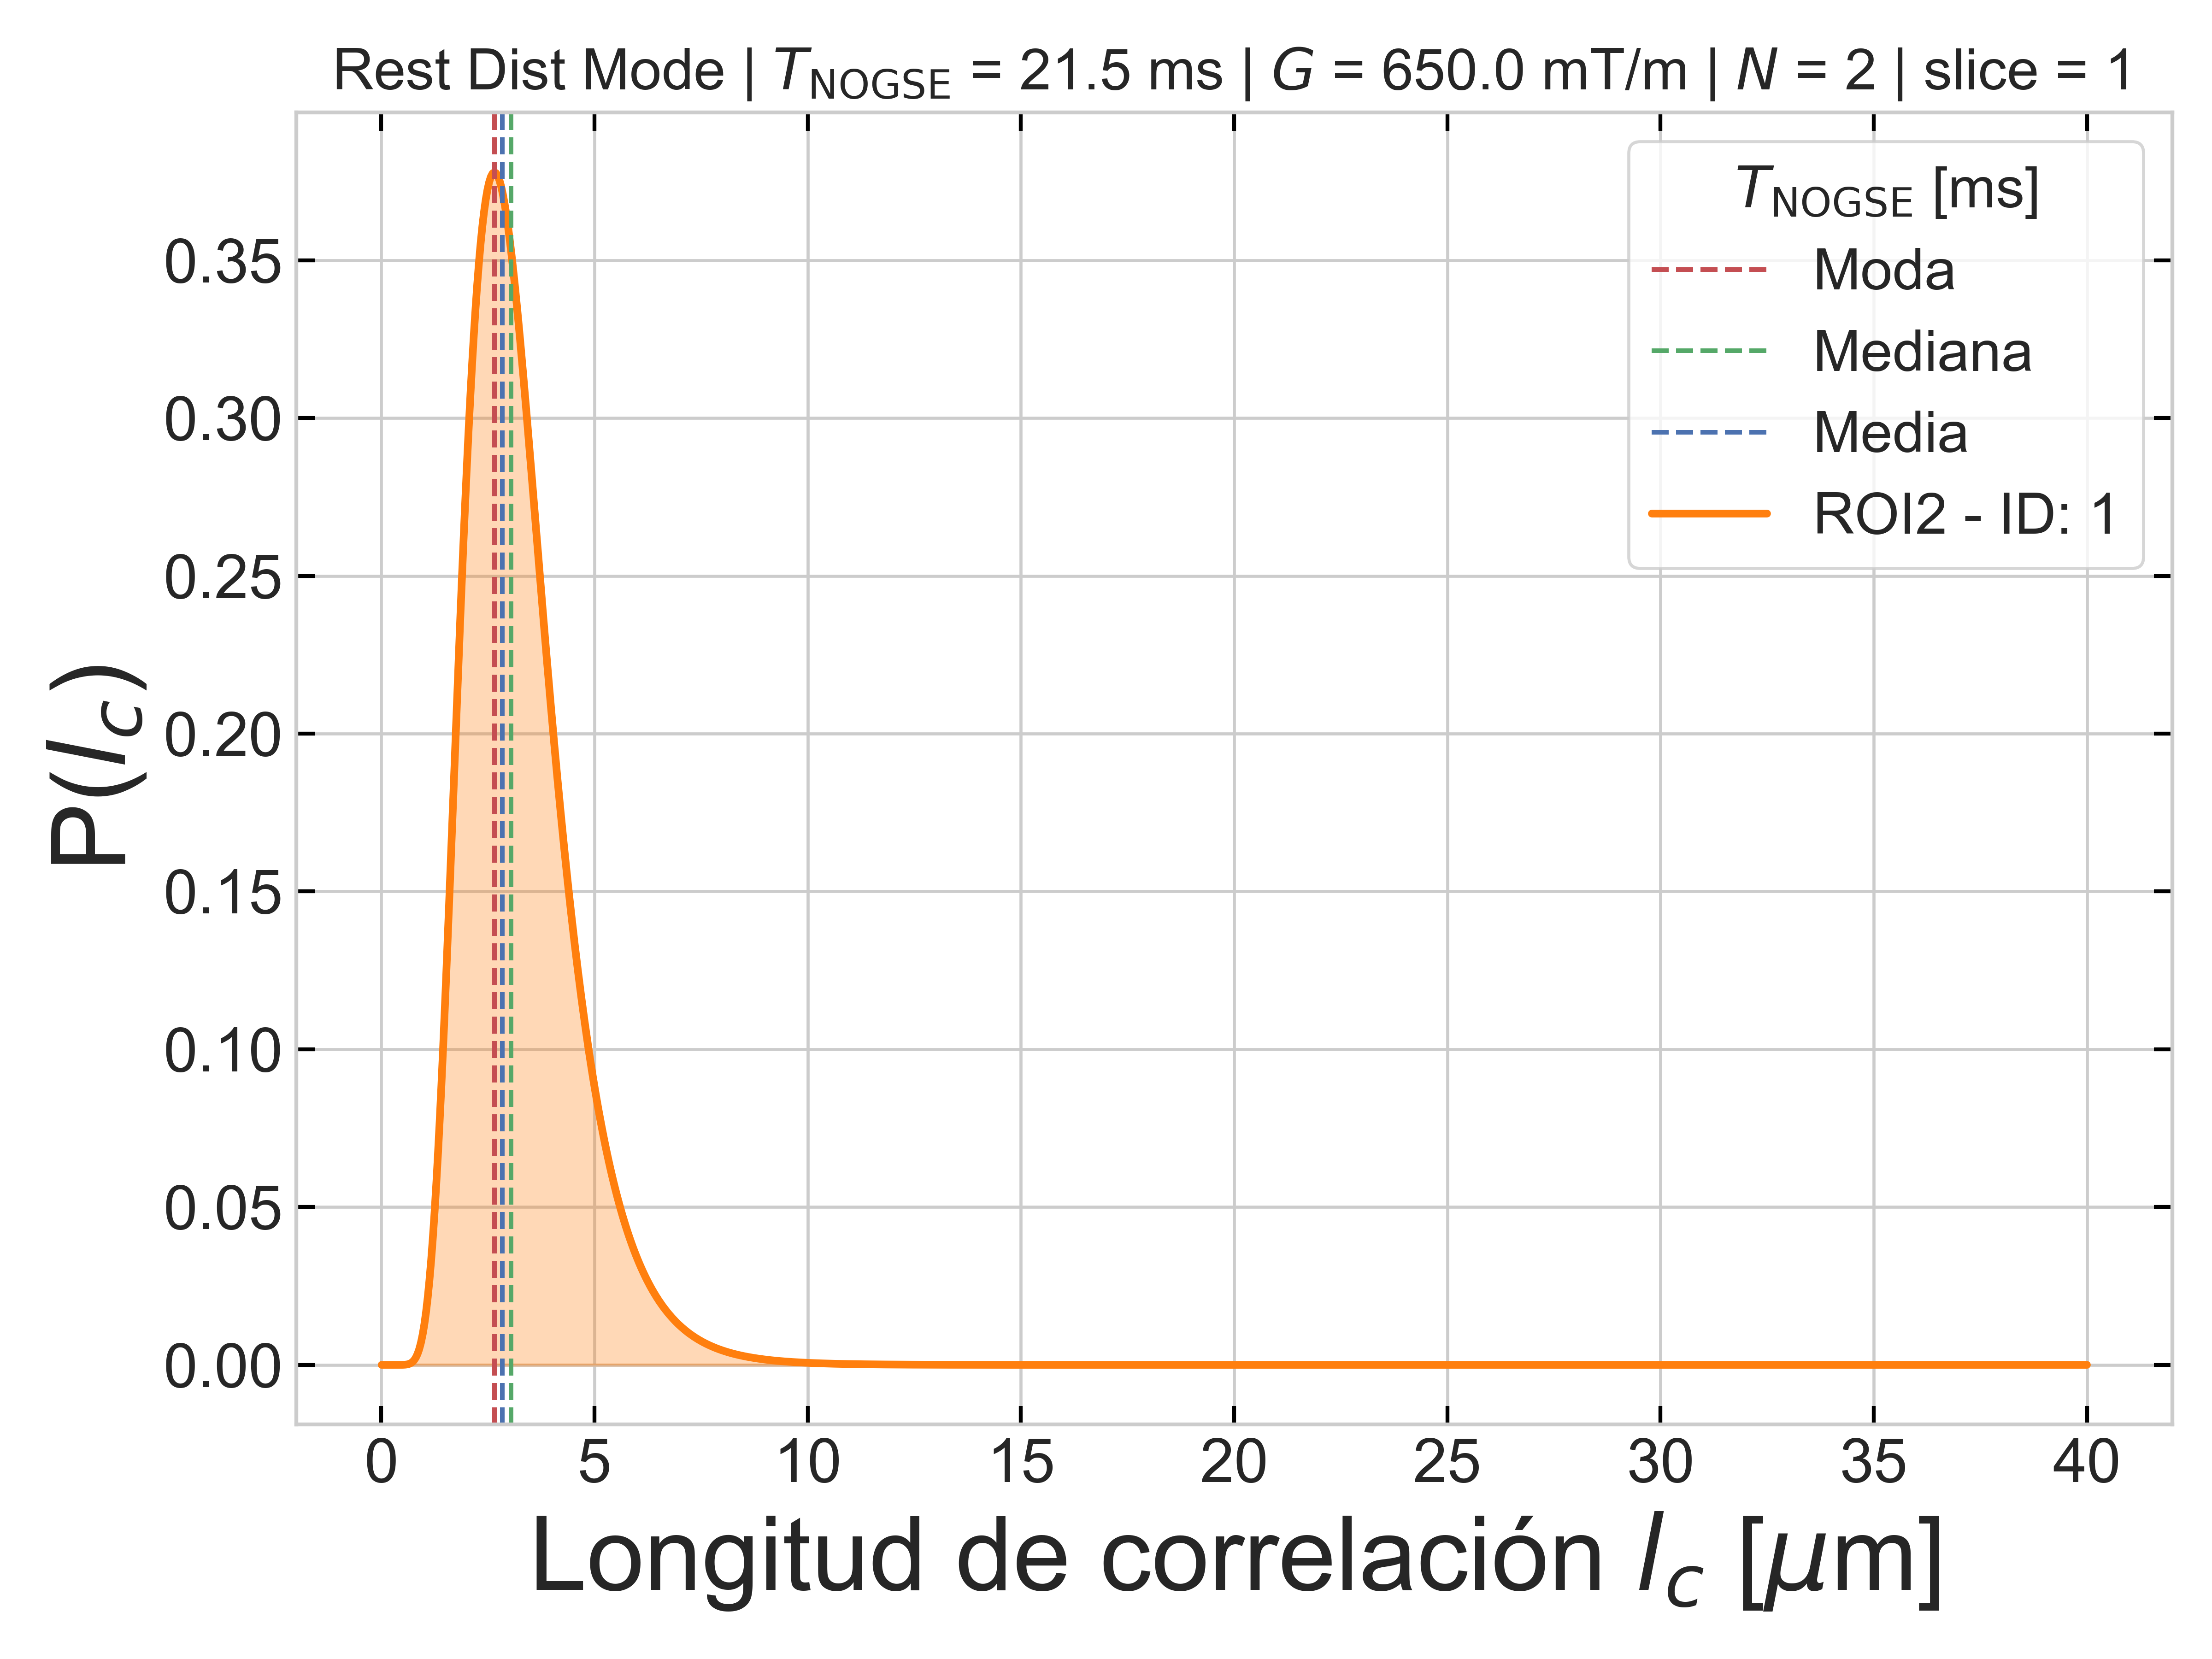 Rest Dist Mode | T_NOGSE = 21.5 ms | G = 650.0 mT/m | N = 2 | slice = 1
T_NOGSE [ms]
Moda
Mediana
Media
ROI2 - ID: 1
P(l_c)
0.35
0.30
0.25
0.20
0.15
0.10
0.05
0.00
0 5 10 15 20 25 30 35 40
Longitud de correlación l_c [μm]